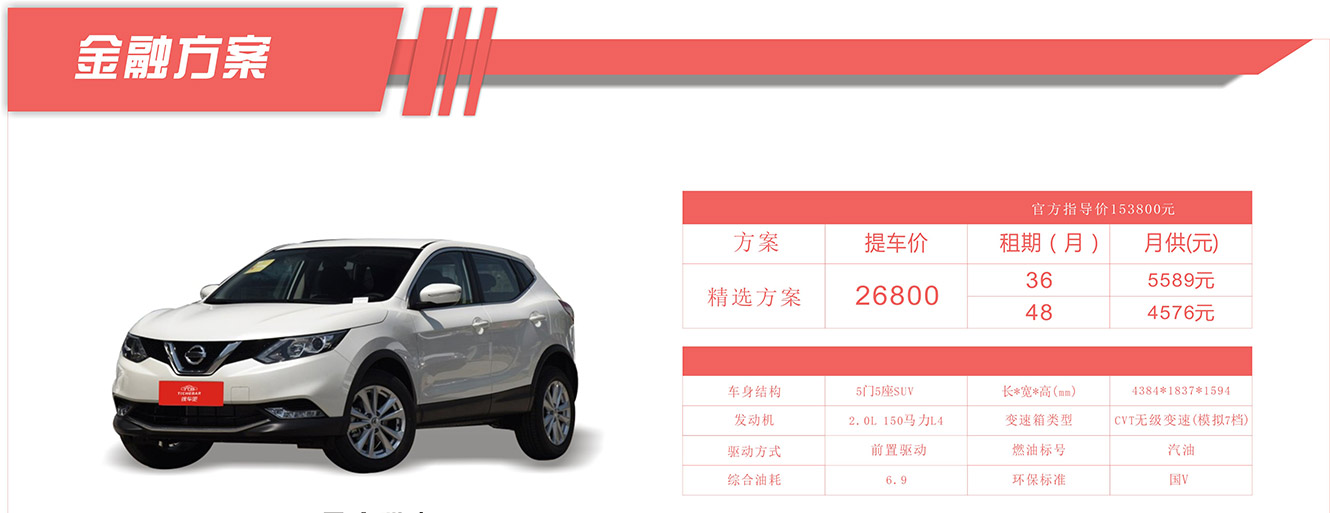 金融方案
官方指导价153800元
方案 提车价 租期（月） 月供(元)
精选方案 26800 36 5589元
48 4576元
车身结构 5门5座SUV 长*宽*高(mm) 4384*1837*1594
发动机 2.0L 150马力L4 变速箱类型 CVT无级变速(模拟7档)
驱动方式 前置驱动 燃油标号 汽油
综合油耗 6.9 环保标准 国V
TICHEBAR
提车吧